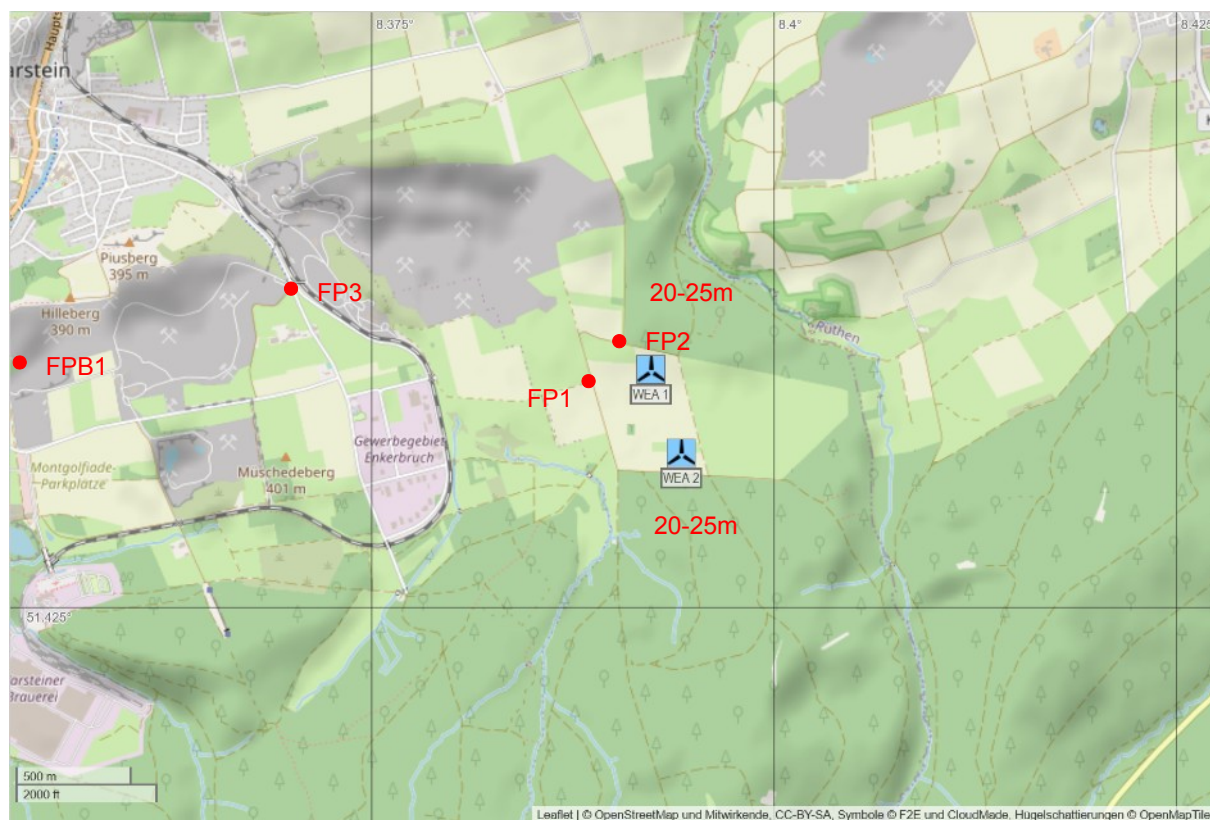 8.375°
8.4°
8.425°
Haupts
arstein
Piusberg
395 m
Hilleberg
390 m
FP3
20-25m
Rüthen
FPB1
FP2
FP1
WEA 1
Gewerbegebiet
Enkerbruch
Montgolfiade-
Parkplätze
Müschedeberg
401 m
WEA 2
20-25m
51.425°
arsteiner
Brauerei
500 m
2000 ft
Leaflet | © OpenStreetMap und Mitwirkende, CC-BY-SA, Symbole © F2E und CloudMade, Hügelschattierungen © OpenMapTile
K